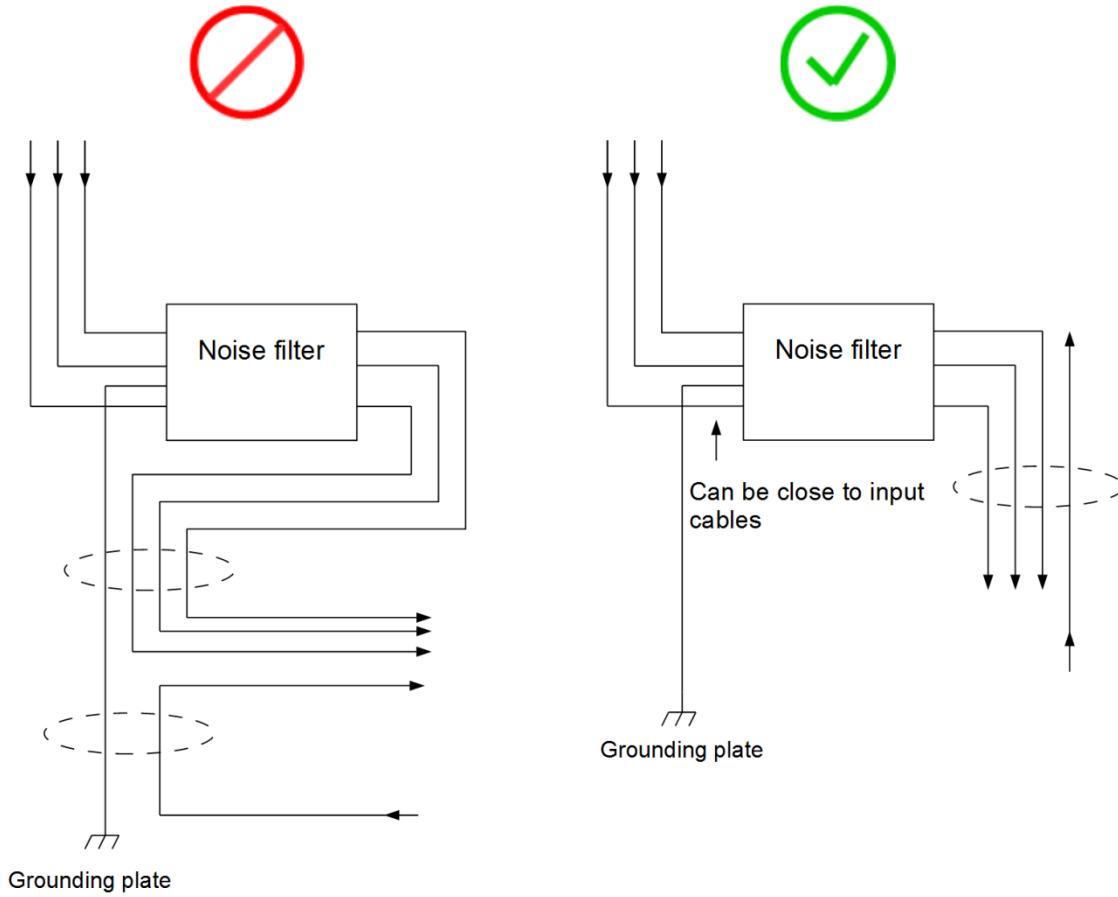 Noise filter
Grounding plate
Noise filter
Can be close to input
cables
Grounding plate